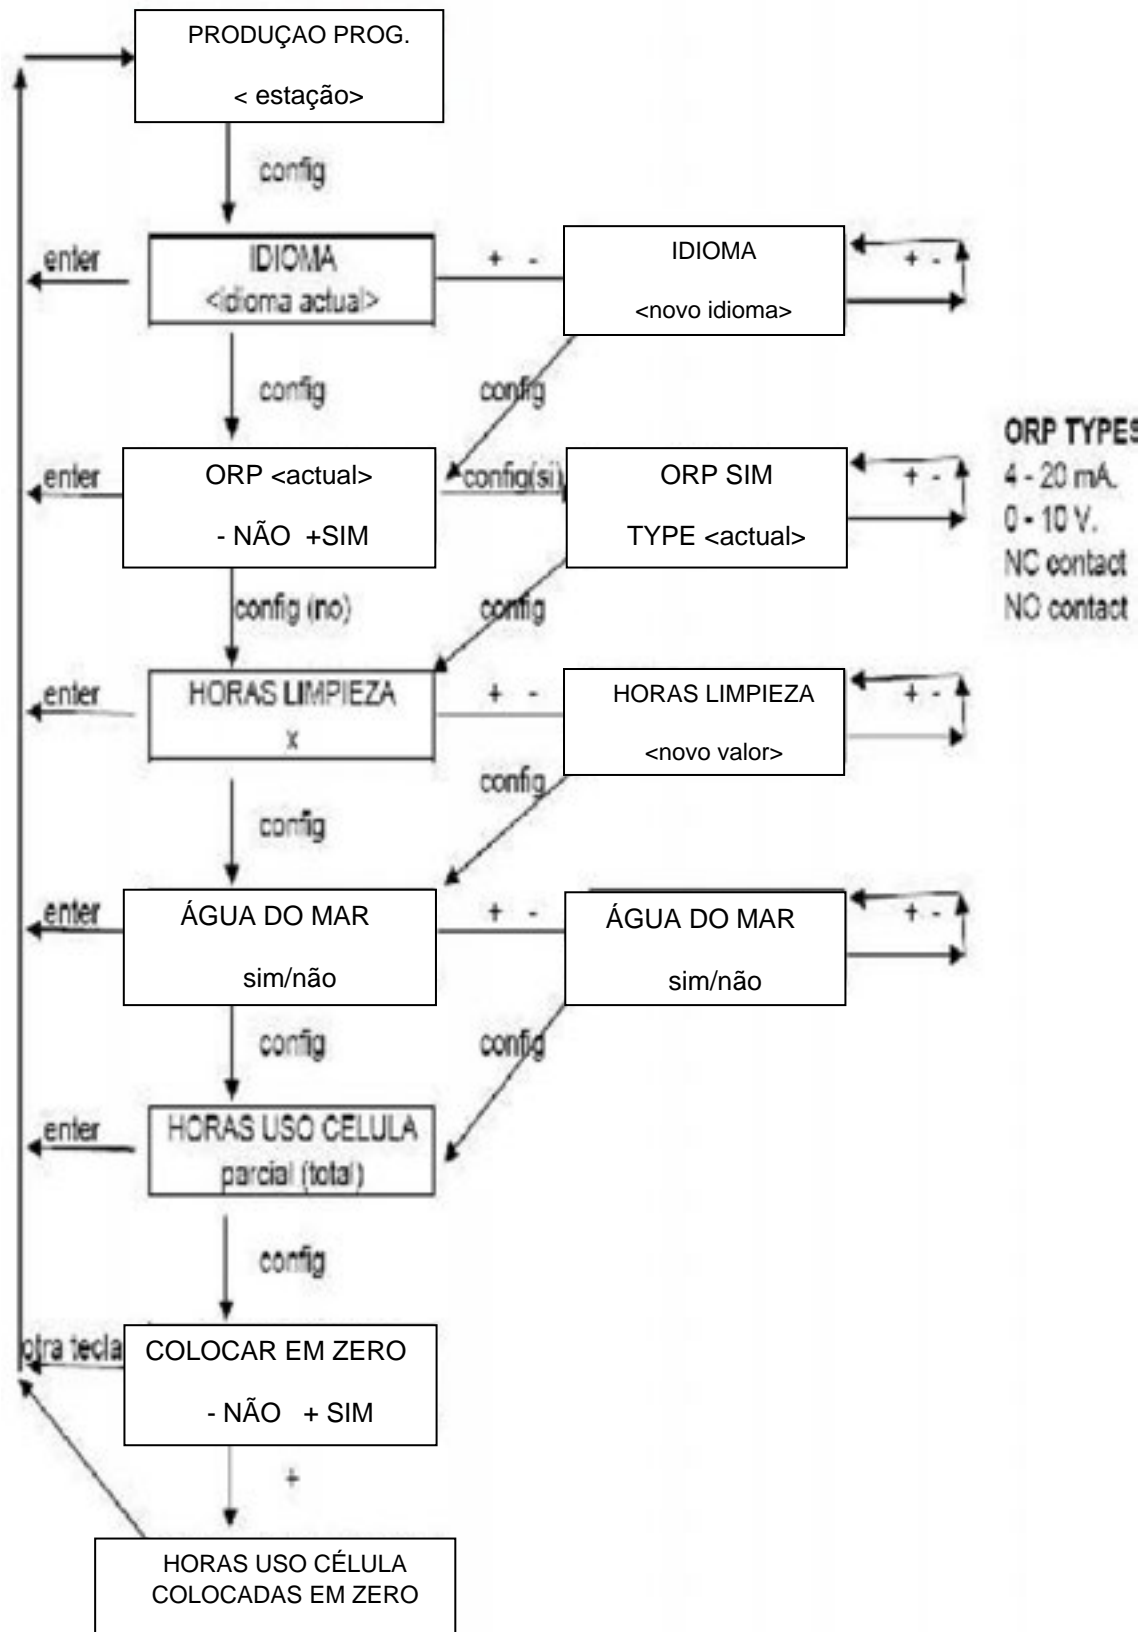 PRODUÇAO PROG.
< estação>
config
enter
IDIOMA
<idioma actual>
+ -
IDIOMA
<novo idioma>
+ -
config
config
enter
ORP <actual>
- NÃO +SIM
config(si)
ORP SIM
TYPE <actual>
+ -
ORP TYPES
4 - 20 mA.
0 - 10 V.
NC contact
NO contact
config (no)
config
enter
HORAS LIMPIEZA
x
+ -
HORAS LIMPIEZA
<novo valor>
+ -
config
config
enter
ÁGUA DO MAR
sim/não
+ -
ÁGUA DO MAR
sim/não
+ -
config
config
enter
HORAS USO CELULA
parcial (total)
config
otra tecla
COLOCAR EM ZERO
- NÃO + SIM
+
HORAS USO CÉLULA
COLOCADAS EM ZERO